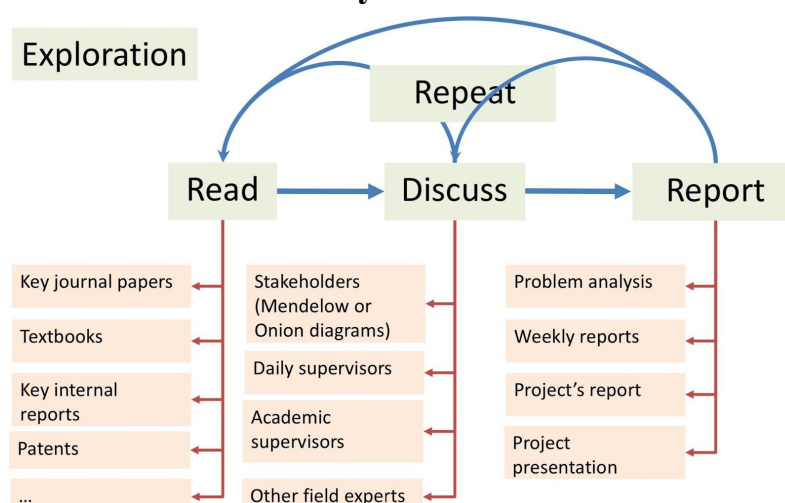 Exploration
Repeat
Read
Discuss
Report
Key journal papers
Textbooks
Key internal
reports
Patents
...
Stakeholders
(Mendelow or
Onion diagrams)
Daily supervisors
Academic
supervisors
Other field experts
Problem analysis
Weekly reports
Project's report
Project
presentation